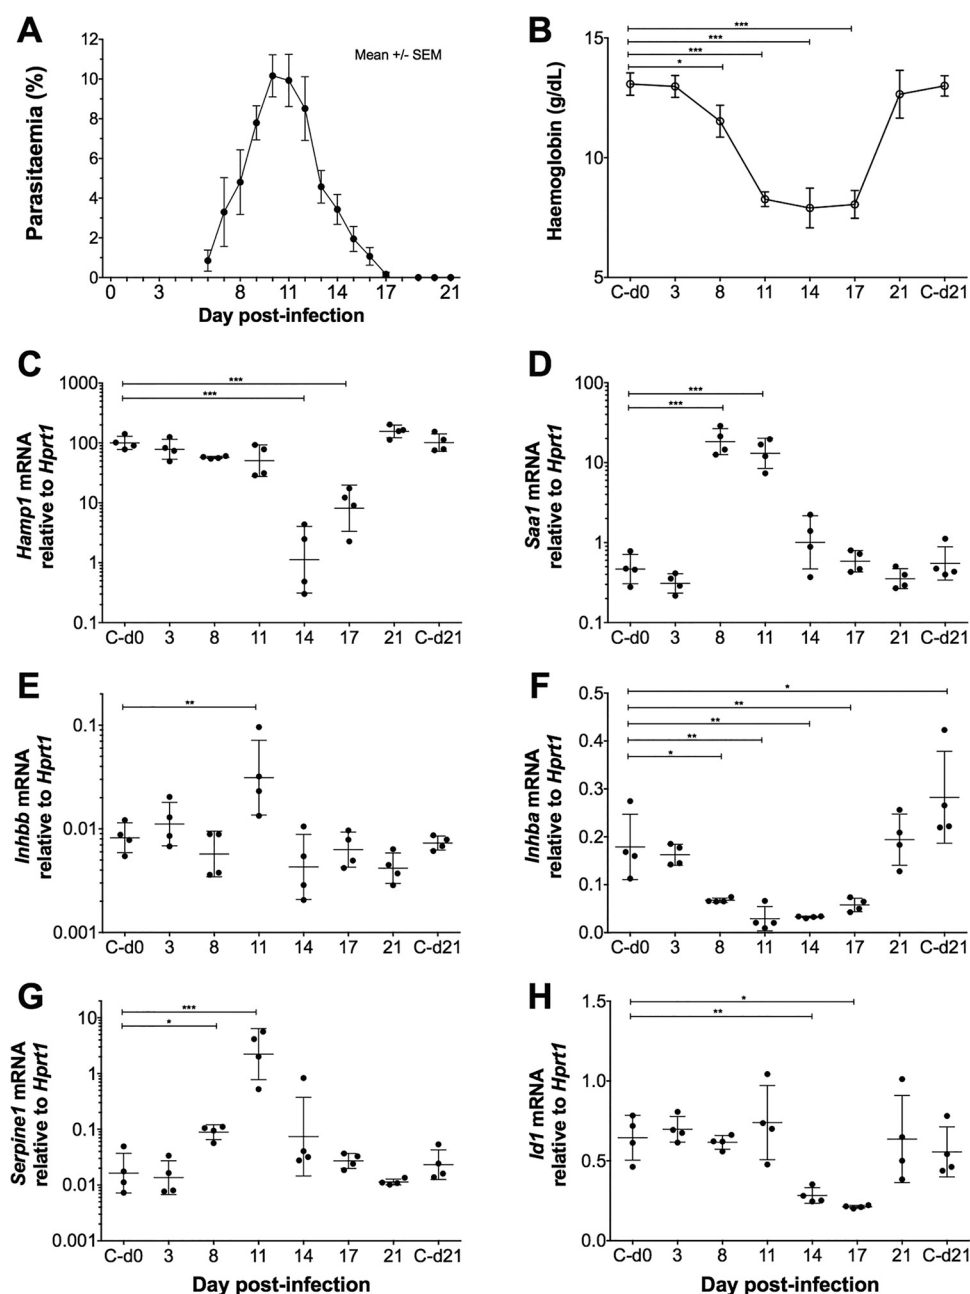 A
Parasitaemia (%)
12
10
8
6
4
2
0
Mean +/- SEM
0 3 8 11 14 17 21
Day post-infection
B
Haemoglobin (g/dL)
15
10
5
***
***
***
*
C-d0 3 8 11 14 17 21 C-d21
C
Hamp1 mRNA
relative to Hprt1
1000
100
10
1
0.1
***
***
C-d0 3 8 11 14 17 21 C-d21
D
Saa1 mRNA
relative to Hprt1
100
10
1
0.1
***
***
C-d0 3 8 11 14 17 21 C-d21
E
Inhbb mRNA
relative to Hprt1
0.1
0.01
0.001
**
C-d0 3 8 11 14 17 21 C-d21
F
Inhba mRNA
relative to Hprt1
0.5
0.4
0.3
0.2
0.1
0.0
*
**
**
**
*
C-d0 3 8 11 14 17 21 C-d21
G
Serpine1 mRNA
relative to Hprt1
10
1
0.1
0.01
0.001
***
*
C-d0 3 8 11 14 17 21 C-d21
Day post-infection
H
Id1 mRNA
relative to Hprt1
1.5
1.0
0.5
0.0
*
**
C-d0 3 8 11 14 17 21 C-d21
Day post-infection